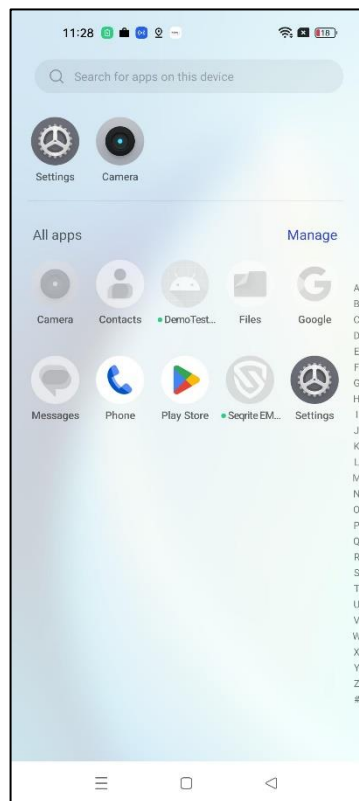 11:28
18
Search for apps on this device
Settings Camera
All apps Manage
Camera Contacts DemoTest... Files Google
Messages Phone Play Store Seqrite EM... Settings
A
B
C
D
E
F
G
H
I
J
K
L
M
N
O
P
Q
R
S
T
U
V
W
X
Y
Z
#